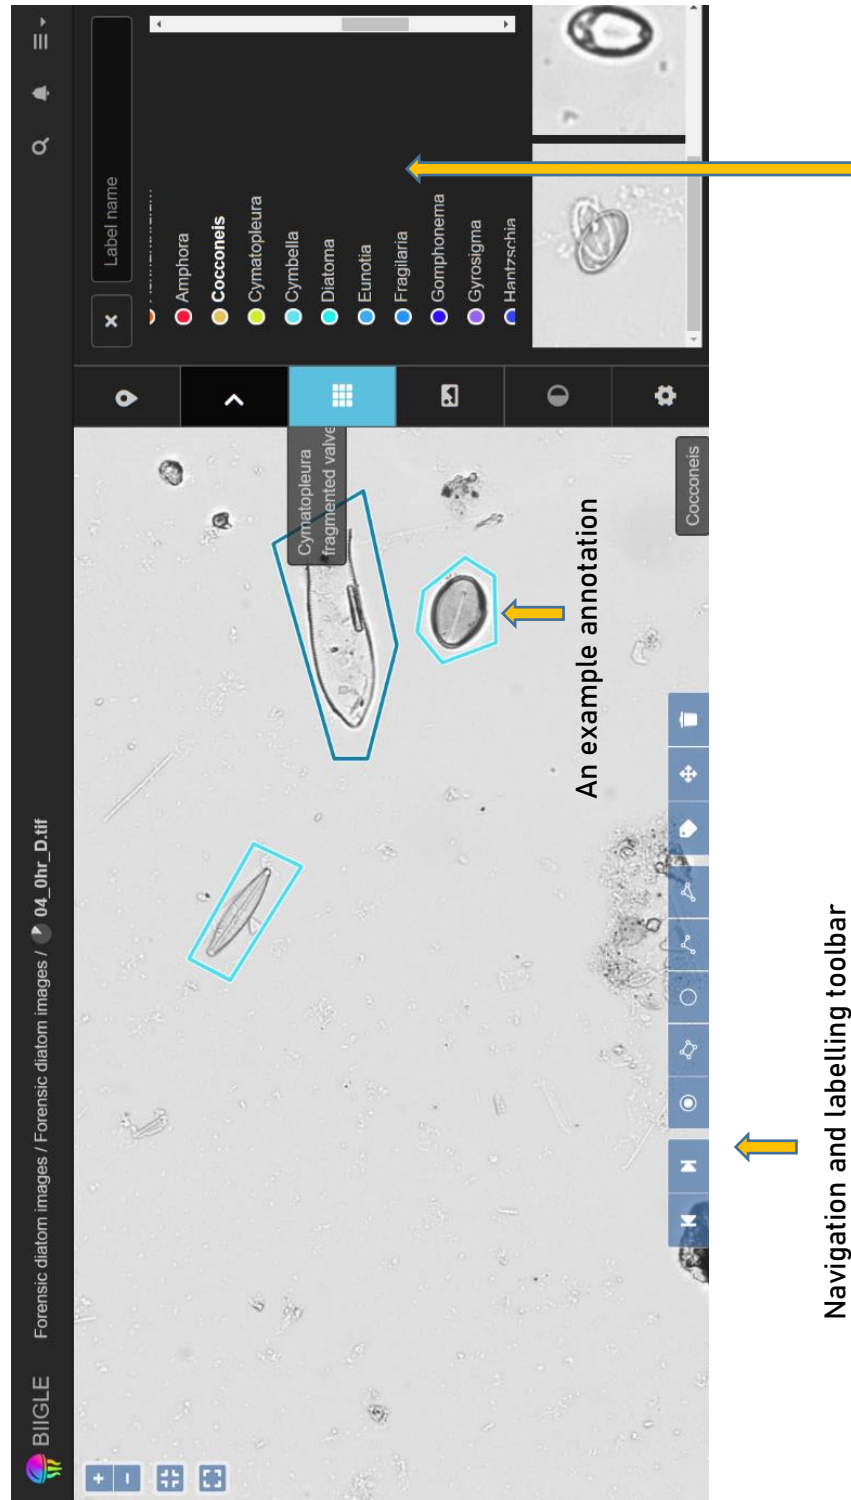 BIIGLE
Forensic diatom images / Forensic diatom images / 04_0hr_D.tif
Label name
Amphora
Cocconeis
Cymatopleura
Cymbella
Diatoma
Eunotia
Fragilaria
Gomphonema
Gyrosigma
Hantzschia
Cymatopleura
fragmented valve
Cocconeis
An example annotation
Navigation and labelling toolbar